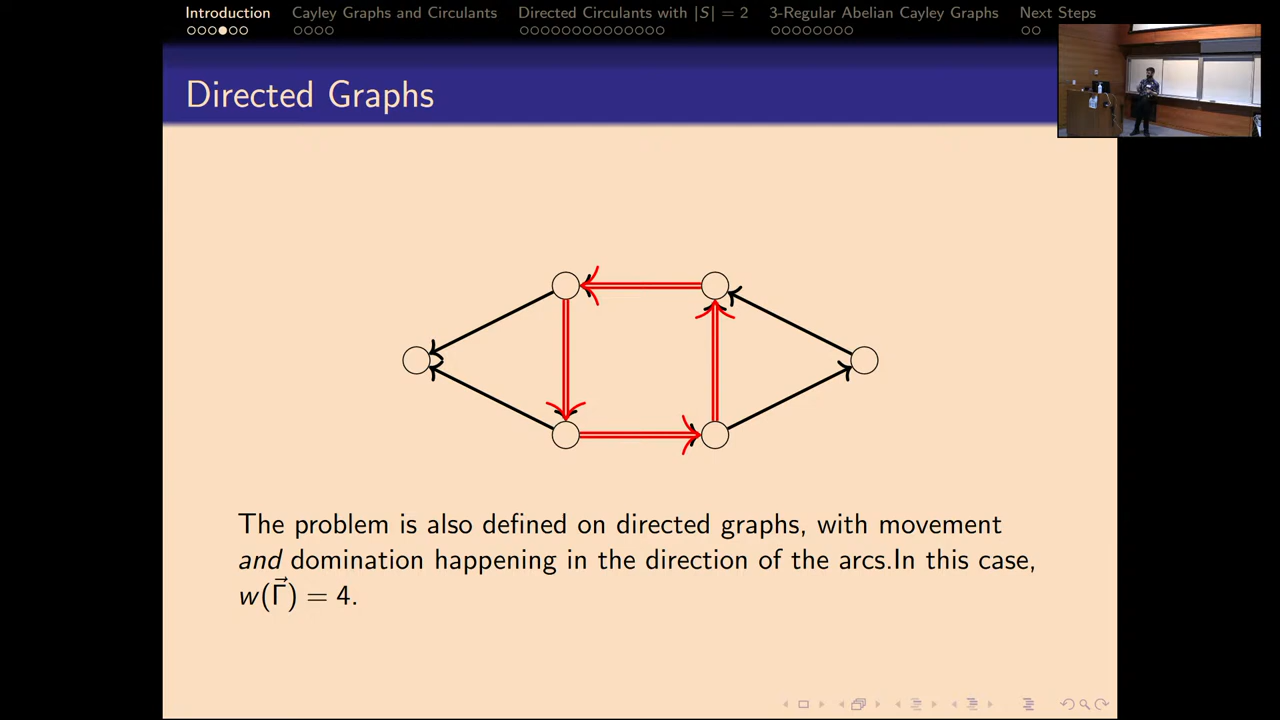 Introduction
Cayley Graphs and Circulants
Directed Circulants with |S| = 2
3-Regular Abelian Cayley Graphs
Next Steps
Directed Graphs
The problem is also defined on directed graphs, with movement
and domination happening in the direction of the arcs.In this case,
w(Γ⃗) = 4.